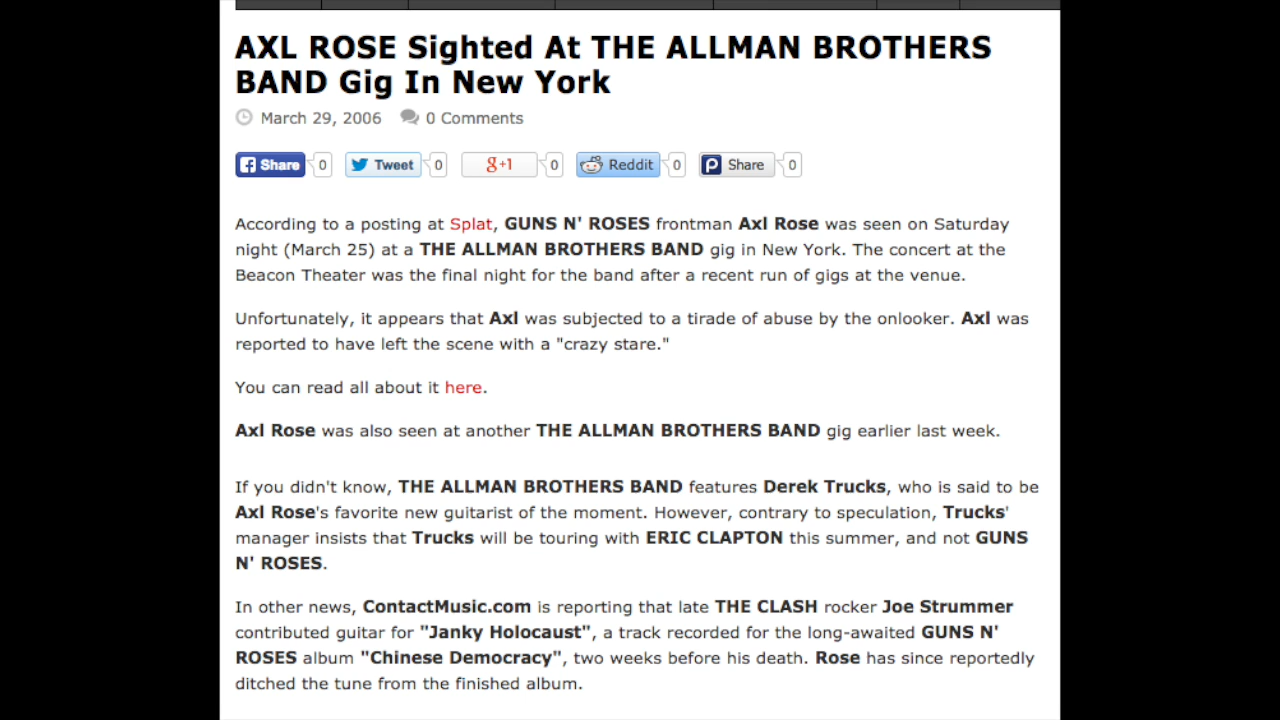 AXL ROSE Sighted At THE ALLMAN BROTHERS
BAND Gig In New York
March 29, 2006 0 Comments
Share 0 Tweet 0 g+1 0 Reddit 0 Share 0
According to a posting at Splat, GUNS N' ROSES frontman Axl Rose was seen on Saturday
night (March 25) at a THE ALLMAN BROTHERS BAND gig in New York. The concert at the
Beacon Theater was the final night for the band after a recent run of gigs at the venue.
Unfortunately, it appears that Axl was subjected to a tirade of abuse by the onlooker. Axl was
reported to have left the scene with a "crazy stare."
You can read all about it here.
Axl Rose was also seen at another THE ALLMAN BROTHERS BAND gig earlier last week.
If you didn't know, THE ALLMAN BROTHERS BAND features Derek Trucks, who is said to be
Axl Rose's favorite new guitarist of the moment. However, contrary to speculation, Trucks'
manager insists that Trucks will be touring with ERIC CLAPTON this summer, and not GUNS
N' ROSES.
In other news, ContactMusic.com is reporting that late THE CLASH rocker Joe Strummer
contributed guitar for "Janky Holocaust", a track recorded for the long-awaited GUNS N'
ROSES album "Chinese Democracy", two weeks before his death. Rose has since reportedly
ditched the tune from the finished album.